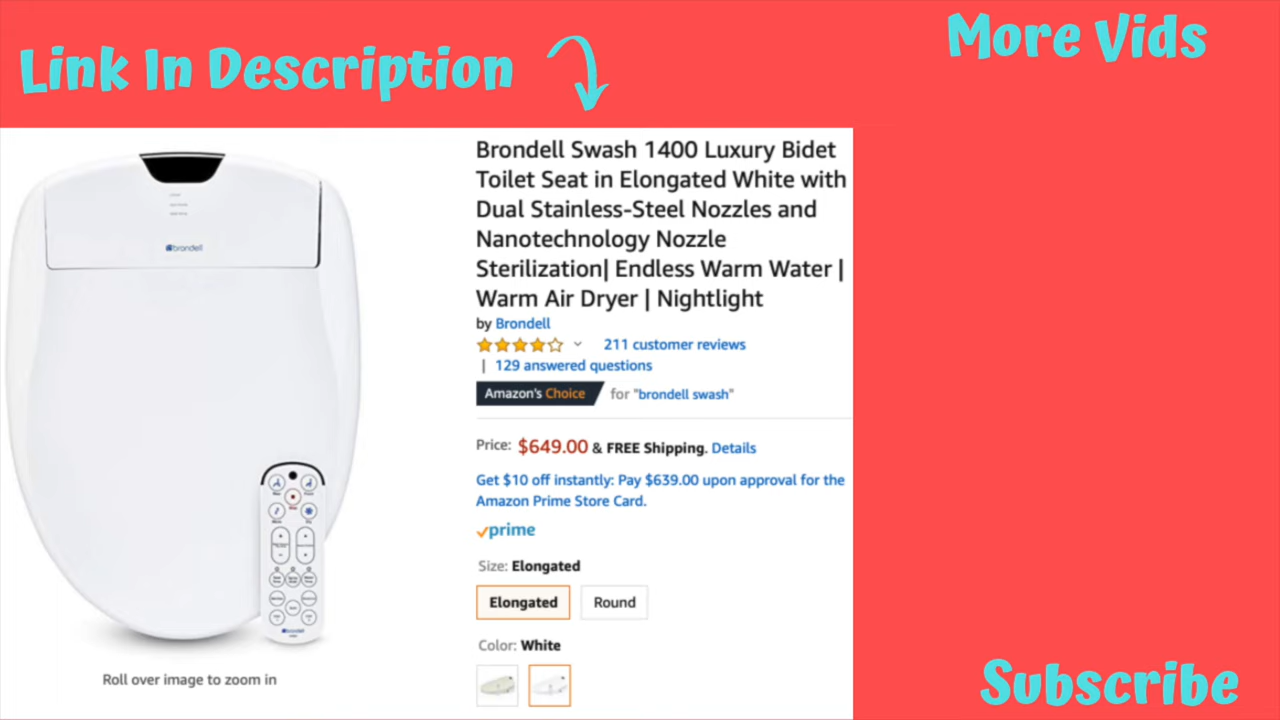 Link In Description
More Vids
Brondell Swash 1400 Luxury Bidet
Toilet Seat in Elongated White with
Dual Stainless-Steel Nozzles and
Nanotechnology Nozzle
Sterilization| Endless Warm Water |
Warm Air Dryer | Nightlight
by Brondell
211 customer reviews
| 129 answered questions
Amazon's Choice for "brondell swash"
Price: $649.00 & FREE Shipping. Details
Get $10 off instantly: Pay $639.00 upon approval for the
Amazon Prime Store Card.
prime
Size: Elongated
Elongated Round
Color: White
brondell
brondell
Roll over image to zoom in
Subscribe